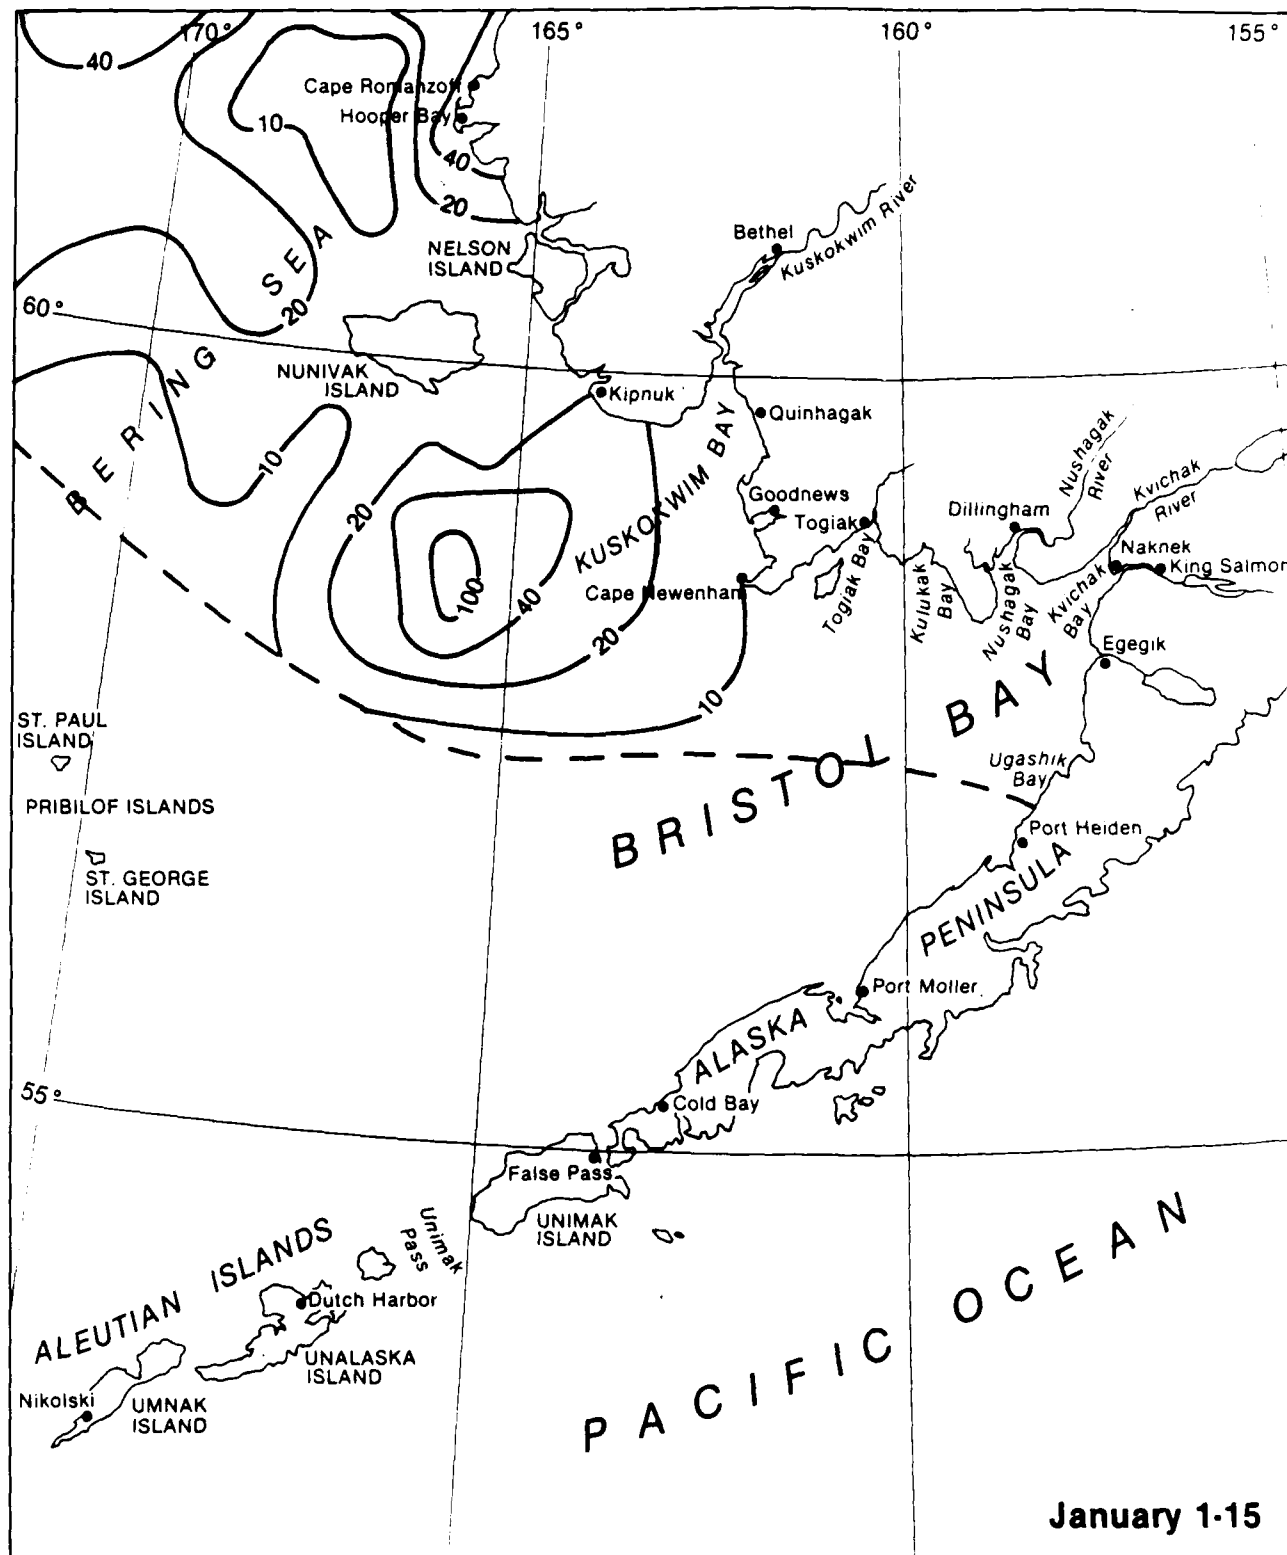 170° 165° 160° 155°
40
Cape Romanzoff
10
Hooper Bay
40
20
Kuskokwim River
Bethel
NELSON
ISLAND
BERING SEA
20
60°
NUNIVAK
ISLAND
Kipnuk
Quinhagak
10
20
KUSKOKWIM BAY
Goodnews
Togiak
Dillingham
Nushagak
River
Kvichak
River
Naknek
King Salmon
100
40
Cape Newenham
Togiak Bay
Kulukak
Bay
Nushagak
Bay
Kvichak
Bay
20
Egegik
10
ST. PAUL
ISLAND
BRISTOL BAY
Ugashik
Bay
PRIBILOF ISLANDS
Port Heiden
ST. GEORGE
ISLAND
ALASKA PENINSULA
Port Moller
55°
Cold Bay
False Pass
UNIMAK
ISLAND
Unimak
Pass
ALEUTIAN ISLANDS
Dutch Harbor
UNALASKA
ISLAND
Nikolski
UMNAK
ISLAND
PACIFIC OCEAN
January 1-15